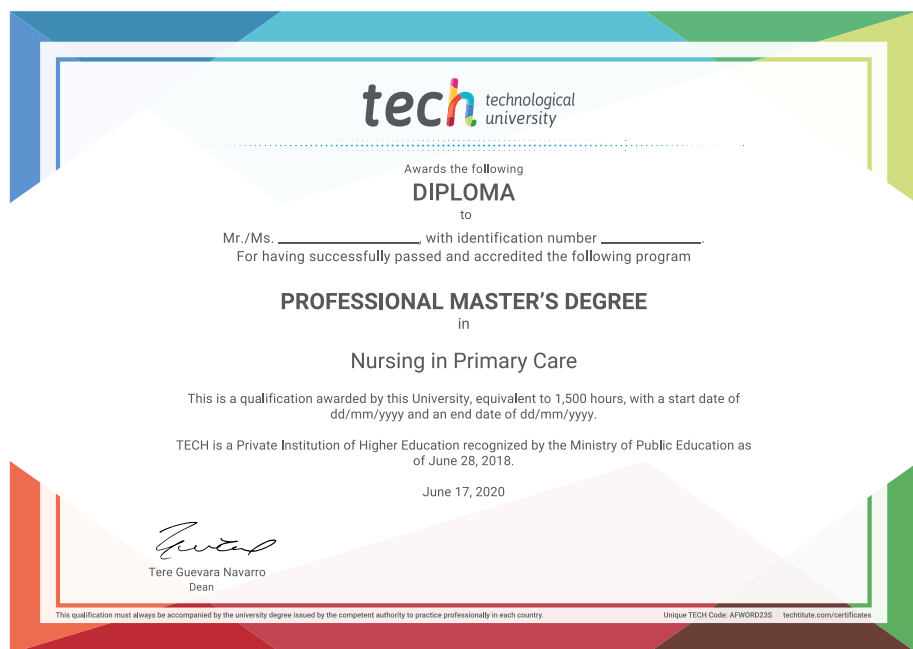 tech technological
university
Awards the following
DIPLOMA
to
Mr./Ms. ____________________, with identification number ______________.
For having successfully passed and accredited the following program
PROFESSIONAL MASTER'S DEGREE
in
Nursing in Primary Care
This is a qualification awarded by this University, equivalent to 1,500 hours, with a start date of
dd/mm/yyyy and an end date of dd/mm/yyyy.
TECH is a Private Institution of Higher Education recognized by the Ministry of Public Education as
of June 28, 2018.
June 17, 2020
Tere Guevara Navarro
Dean
This qualification must always be accompanied by the university degree issued by the competent authority to practice professionally in each country. Unique TECH Code: AFWORD23S techtitute.com/certificates